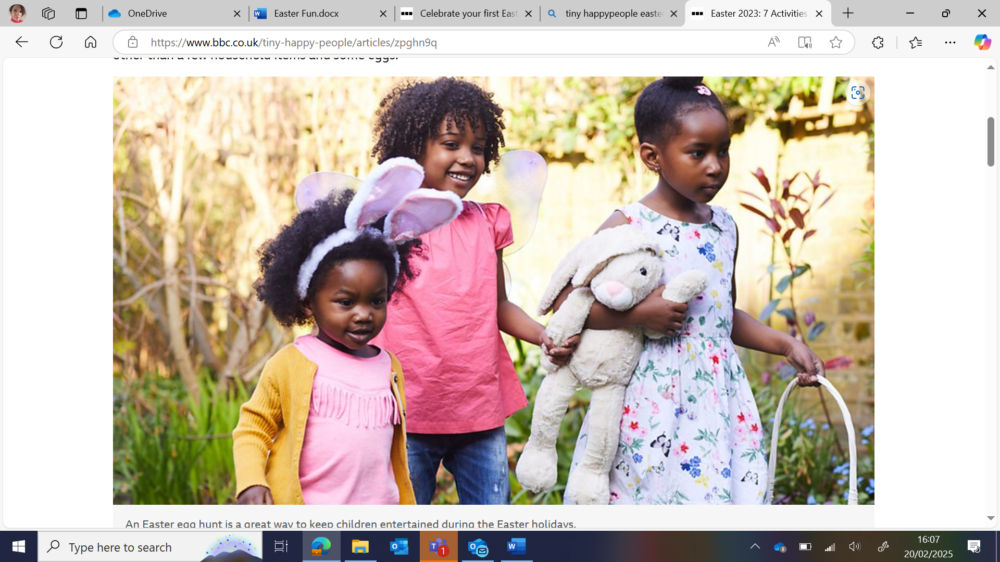 OneDrive
Easter Fun.docx
Celebrate your first East
tiny happypeople easte
Easter 2023: 7 Activities
https://www.bbc.co.uk/tiny-happy-people/articles/zpghn9q
other than a few household items and some eggs.
An Easter egg hunt is a great way to keep children entertained during the Easter holidays.
Type here to search
1
16:07
20/02/2025